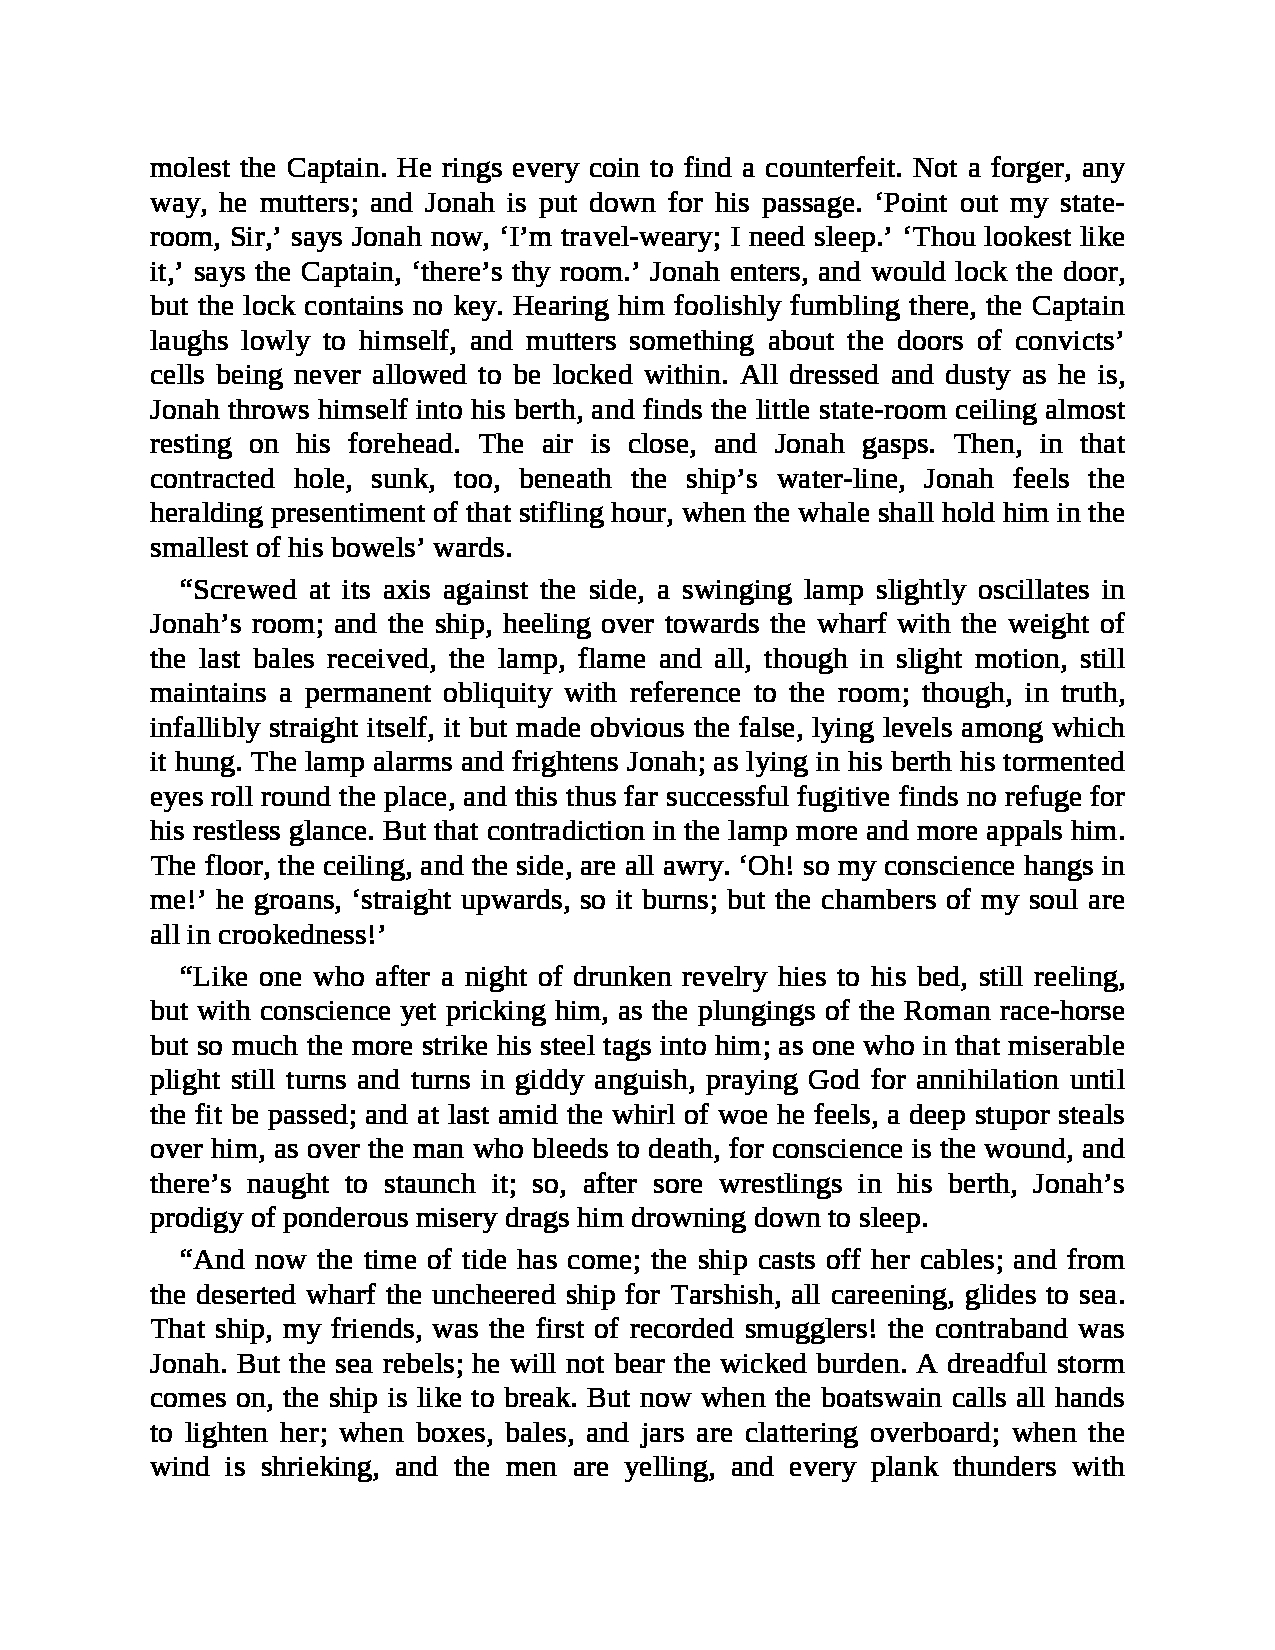 molest the Captain. He rings every coin to find a counterfeit. Not a forger, any
way, he mutters; and Jonah is put down for his passage. ‘Point out my state-
room, Sir,’ says Jonah now, ‘I’m travel-weary; I need sleep.’ ‘Thou lookest like
it,’ says the Captain, ‘there’s thy room.’ Jonah enters, and would lock the door,
but the lock contains no key. Hearing him foolishly fumbling there, the Captain
laughs lowly to himself, and mutters something about the doors of convicts’
cells being never allowed to be locked within. All dressed and dusty as he is,
Jonah throws himself into his berth, and finds the little state-room ceiling almost
resting on his forehead. The air is close, and Jonah gasps. Then, in that
contracted hole, sunk, too, beneath the ship’s water-line, Jonah feels the
heralding presentiment of that stifling hour, when the whale shall hold him in the
smallest of his bowels’ wards.
“Screwed at its axis against the side, a swinging lamp slightly oscillates in
Jonah’s room; and the ship, heeling over towards the wharf with the weight of
the last bales received, the lamp, flame and all, though in slight motion, still
maintains a permanent obliquity with reference to the room; though, in truth,
infallibly straight itself, it but made obvious the false, lying levels among which
it hung. The lamp alarms and frightens Jonah; as lying in his berth his tormented
eyes roll round the place, and this thus far successful fugitive finds no refuge for
his restless glance. But that contradiction in the lamp more and more appals him.
The floor, the ceiling, and the side, are all awry. ‘Oh! so my conscience hangs in
me!’ he groans, ‘straight upwards, so it burns; but the chambers of my soul are
all in crookedness!’
“Like one who after a night of drunken revelry hies to his bed, still reeling,
but with conscience yet pricking him, as the plungings of the Roman race-horse
but so much the more strike his steel tags into him; as one who in that miserable
plight still turns and turns in giddy anguish, praying God for annihilation until
the fit be passed; and at last amid the whirl of woe he feels, a deep stupor steals
over him, as over the man who bleeds to death, for conscience is the wound, and
there’s naught to staunch it; so, after sore wrestlings in his berth, Jonah’s
prodigy of ponderous misery drags him drowning down to sleep.
“And now the time of tide has come; the ship casts off her cables; and from
the deserted wharf the uncheered ship for Tarshish, all careening, glides to sea.
That ship, my friends, was the first of recorded smugglers! the contraband was
Jonah. But the sea rebels; he will not bear the wicked burden. A dreadful storm
comes on, the ship is like to break. But now when the boatswain calls all hands
to lighten her; when boxes, bales, and jars are clattering overboard; when the
wind is shrieking, and the men are yelling, and every plank thunders with